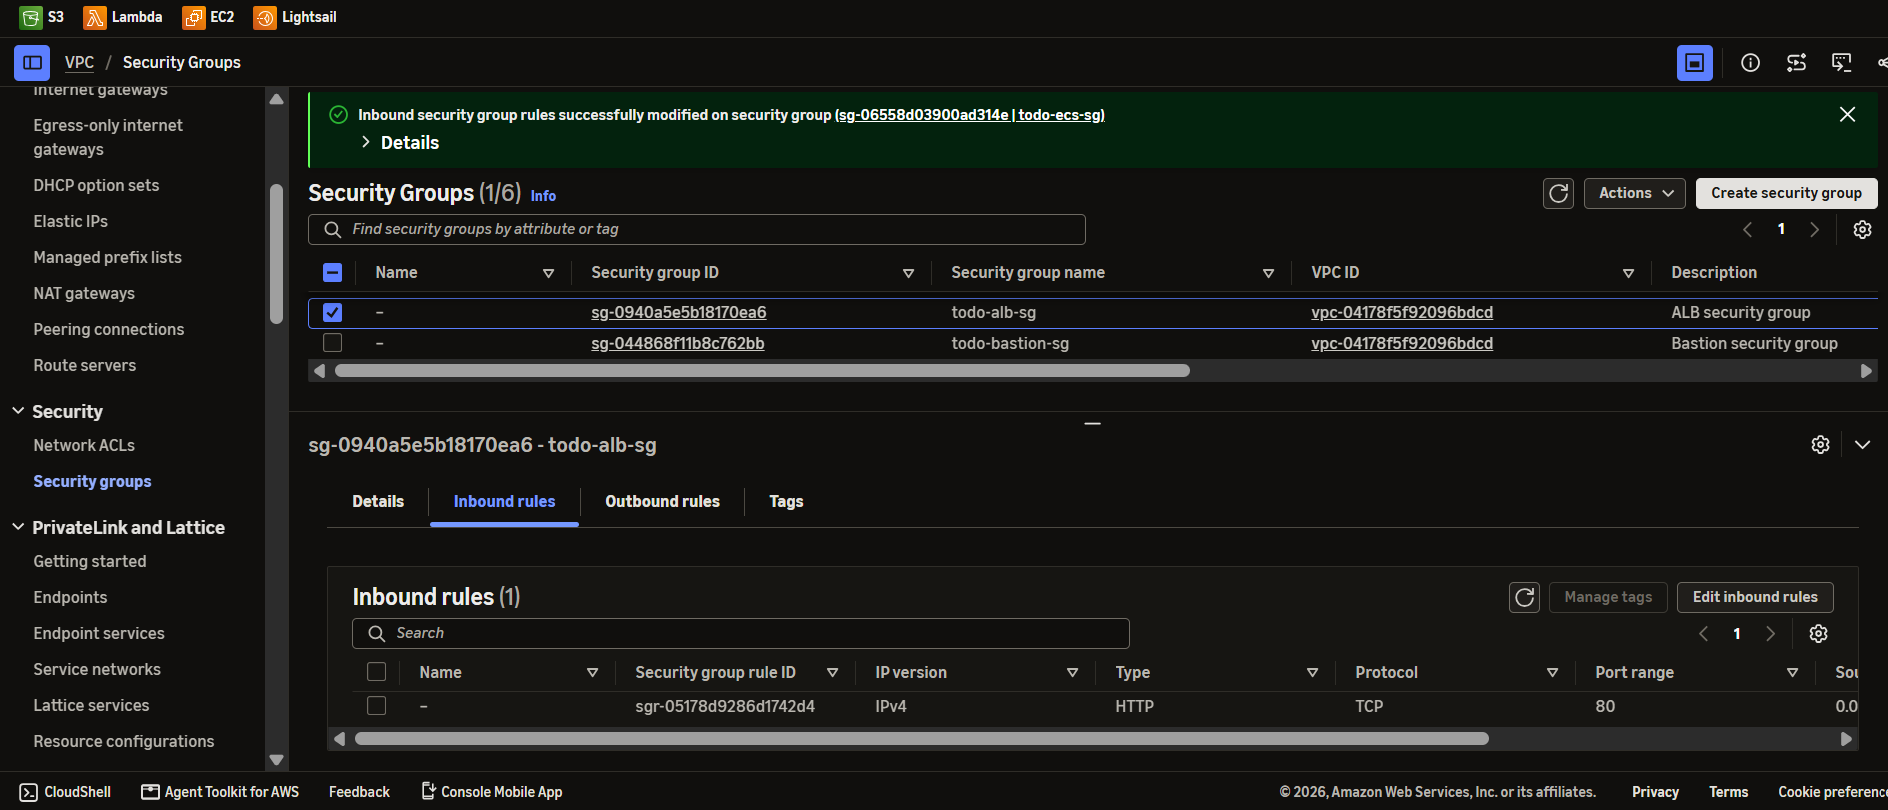 S3 Lambda EC2 Lightsail
VPC / Security Groups
Internet gateways
Egress-only internet
gateways
DHCP option sets
Elastic IPs
Managed prefix lists
NAT gateways
Peering connections
Route servers
Security
Network ACLs
Security groups
PrivateLink and Lattice
Getting started
Endpoints
Endpoint services
Service networks
Lattice services
Resource configurations
Inbound security group rules successfully modified on security group (sg-06558d03900ad314e | todo-ecs-sg)
Details
Security Groups (1/6) Info
Actions
Create security group
Find security groups by attribute or tag
1
Name Security group ID Security group name VPC ID Description
- sg-0940a5e5b18170ea6 todo-alb-sg vpc-04178f5f92096bdcd ALB security group
- sg-044868f11b8c762bb todo-bastion-sg vpc-04178f5f92096bdcd Bastion security group
sg-0940a5e5b18170ea6 - todo-alb-sg
Details Inbound rules Outbound rules Tags
Inbound rules (1)
Manage tags Edit inbound rules
Search
1
Name Security group rule ID IP version Type Protocol Port range Sou
- sgr-05178d9286d1742d4 IPv4 HTTP TCP 80 0.0
CloudShell Agent Toolkit for AWS Feedback Console Mobile App © 2026, Amazon Web Services, Inc. or its affiliates. Privacy Terms Cookie preference